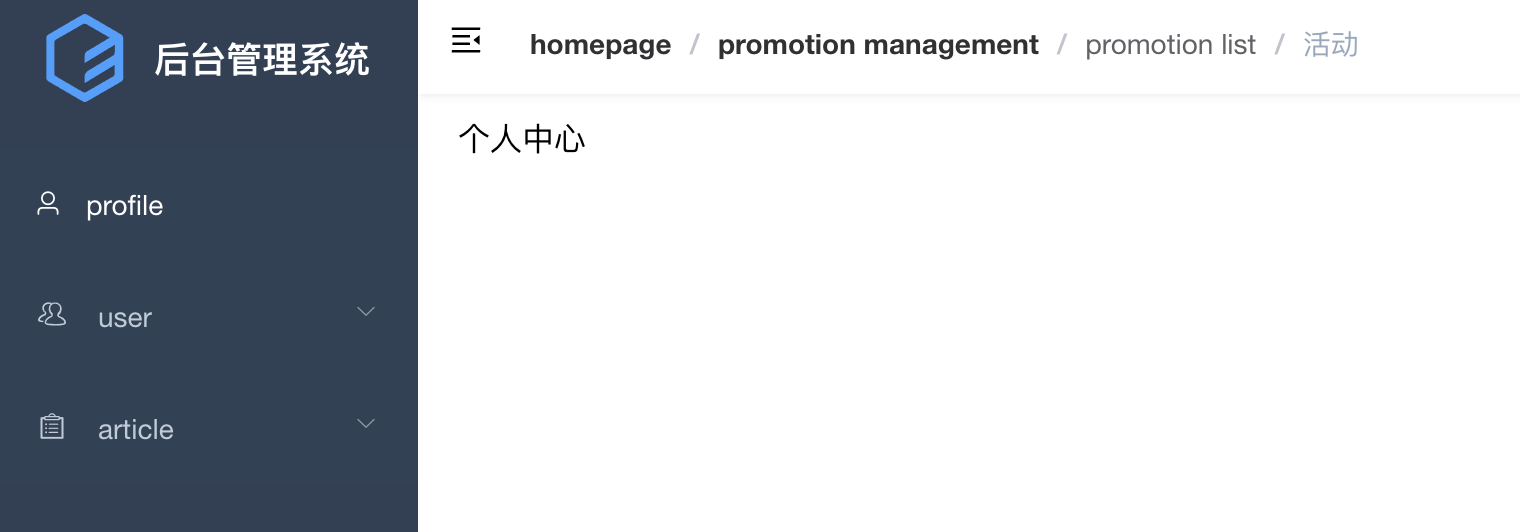 后台管理系统
homepage / promotion management / promotion list / 活动
个人中心
profile
user
article